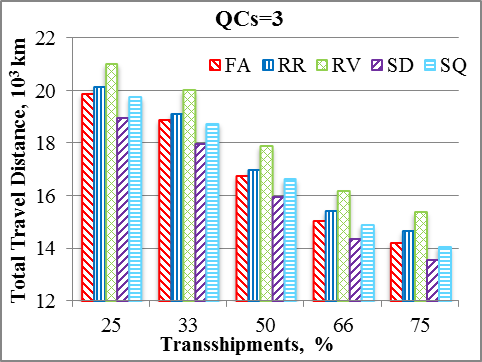 QCs=3
Total Travel Distance, 10³ km
22
20
18
16
14
12
FA RR RV SD SQ
25 33 50 66 75
Transshipments, %